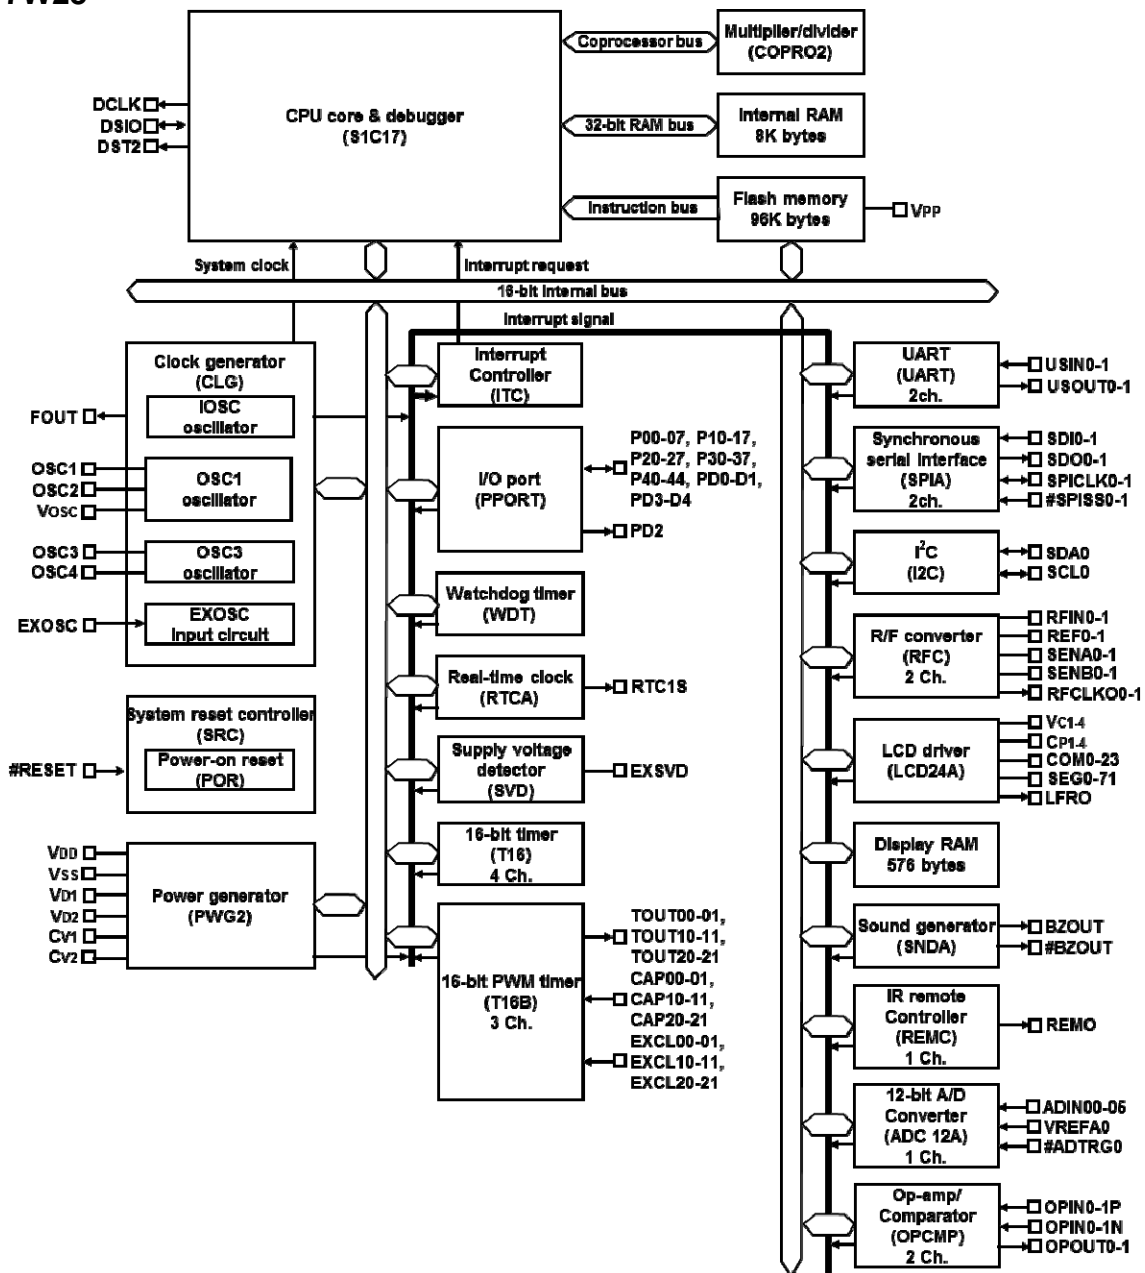 CPU core & debugger
(S1C17)
DCLK
DSIO
DST2
Coprocessor bus
Multiplier/divider
(COPRO2)
32-bit RAM bus
Internal RAM
8K bytes
Instruction bus
Flash memory
96K bytes
VPP
System clock
Interrupt request
16-bit internal bus
Interrupt signal
Clock generator
(CLG)
IOSC
oscillator
FOUT
OSC1
OSC2
VOSC
OSC1
oscillator
OSC3
OSC4
OSC3
oscillator
EXOSC
EXOSC
Input circuit
System reset controller
(SRC)
#RESET
Power-on reset
(POR)
VDD
VSS
VD1
VD2
CV1
CV2
Power generator
(PWG2)
Interrupt
Controller
(ITC)
I/O port
(PPORT)
P00-07, P10-17,
P20-27, P30-37,
P40-44, PD0-D1,
PD3-D4
PD2
Watchdog timer
(WDT)
Real-time clock
(RTCA)
RTC1S
Supply voltage
detector
(SVD)
EXSVD
16-bit timer
(T16)
4 Ch.
16-bit PWM timer
(T16B)
3 Ch.
TOUT00-01,
TOUT10-11,
TOUT20-21
CAP00-01,
CAP10-11,
CAP20-21
EXCL00-01,
EXCL10-11,
EXCL20-21
UART
(UART)
2ch.
USIN0-1
USOUT0-1
Synchronous
serial interface
(SPIA)
2ch.
SDI0-1
SDO0-1
SPICLK0-1
#SPISS0-1
I2C
(I2C)
SDA0
SCL0
R/F converter
(RFC)
2 Ch.
RFIN0-1
REF0-1
SENA0-1
SENB0-1
RFCLKO0-1
LCD driver
(LCD24A)
VC1-4
CP1-4
COM0-23
SEG0-71
LFRO
Display RAM
576 bytes
Sound generator
(SNDA)
BZOUT
#BZOUT
IR remote
Controller
(REMC)
1 Ch.
REMO
12-bit A/D
Converter
(ADC 12A)
1 Ch.
ADIN00-06
VREFA0
#ADTRG0
Op-amp/
Comparator
(OPCMP)
2 Ch.
OPIN0-1P
OPIN0-1N
OPOUT0-1